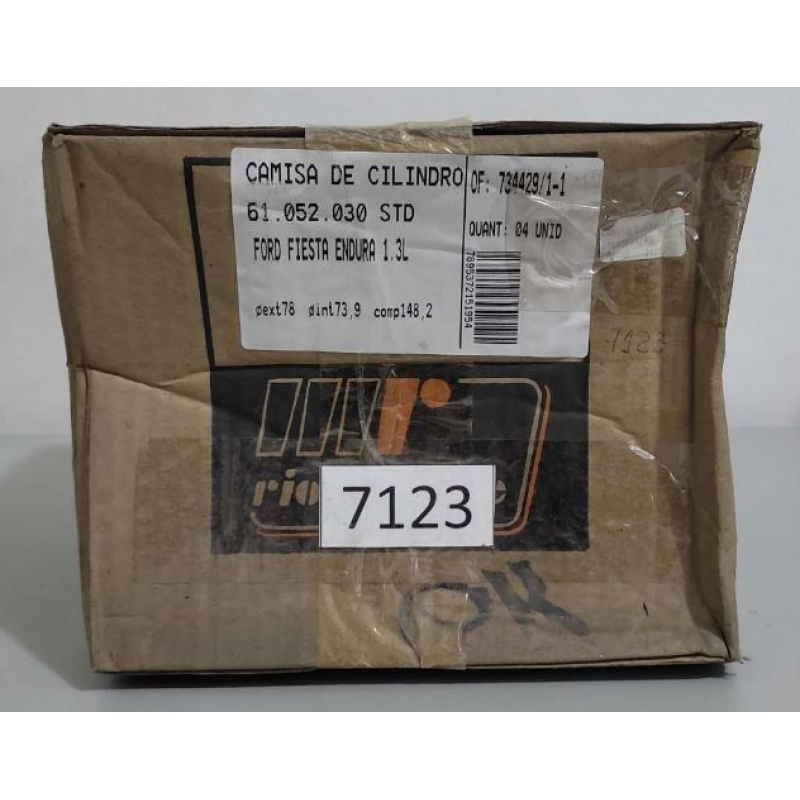 CAMISA DE CILINDRO
61.052.030 STD
FORD FIESTA ENDURA 1.3L
øext78 øint73,9 comp148,2
OF: 734429/1-1
QUANT: 04 UNID
7895372151954
7123
mr
7123
OK